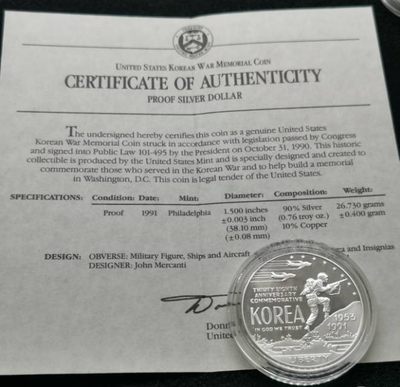 UNITED STATES KOREAN WAR MEMORIAL COIN
CERTIFICATE OF AUTHENTICITY
PROOF SILVER DOLLAR
The undersigned hereby certifies this coin as a genuine United States
Korean War Memorial Coin struck in accordance with legislation passed by Congress
and signed into Public Law 101-495 by the President on October 31, 1990. This historic
collectible is produced by the United States Mint and is specially designed and created to
commemorate those who served in the Korean War and to help build a memorial
in Washington, D.C. This coin is legal tender of the United States.
SPECIFICATIONS: Condition: Date: Mint: Diameter: Composition: Weight:
Proof 1991 Philadelphia 1.500 inches 90% Silver 26.730 grams
±0.003 inch (0.76 troy oz.) ±0.400 gram
(38.10 mm) 10% Copper
(±0.08 mm)
DESIGN: OBVERSE: Military Figure, Ships and Aircraft and Insignias
DESIGNER: John Mercanti
THIRTY EIGHTH
ANNIVERSARY
COMMEMORATIVE
KOREA
IN GOD WE TRUST
1953
1991
LIBERTY
United